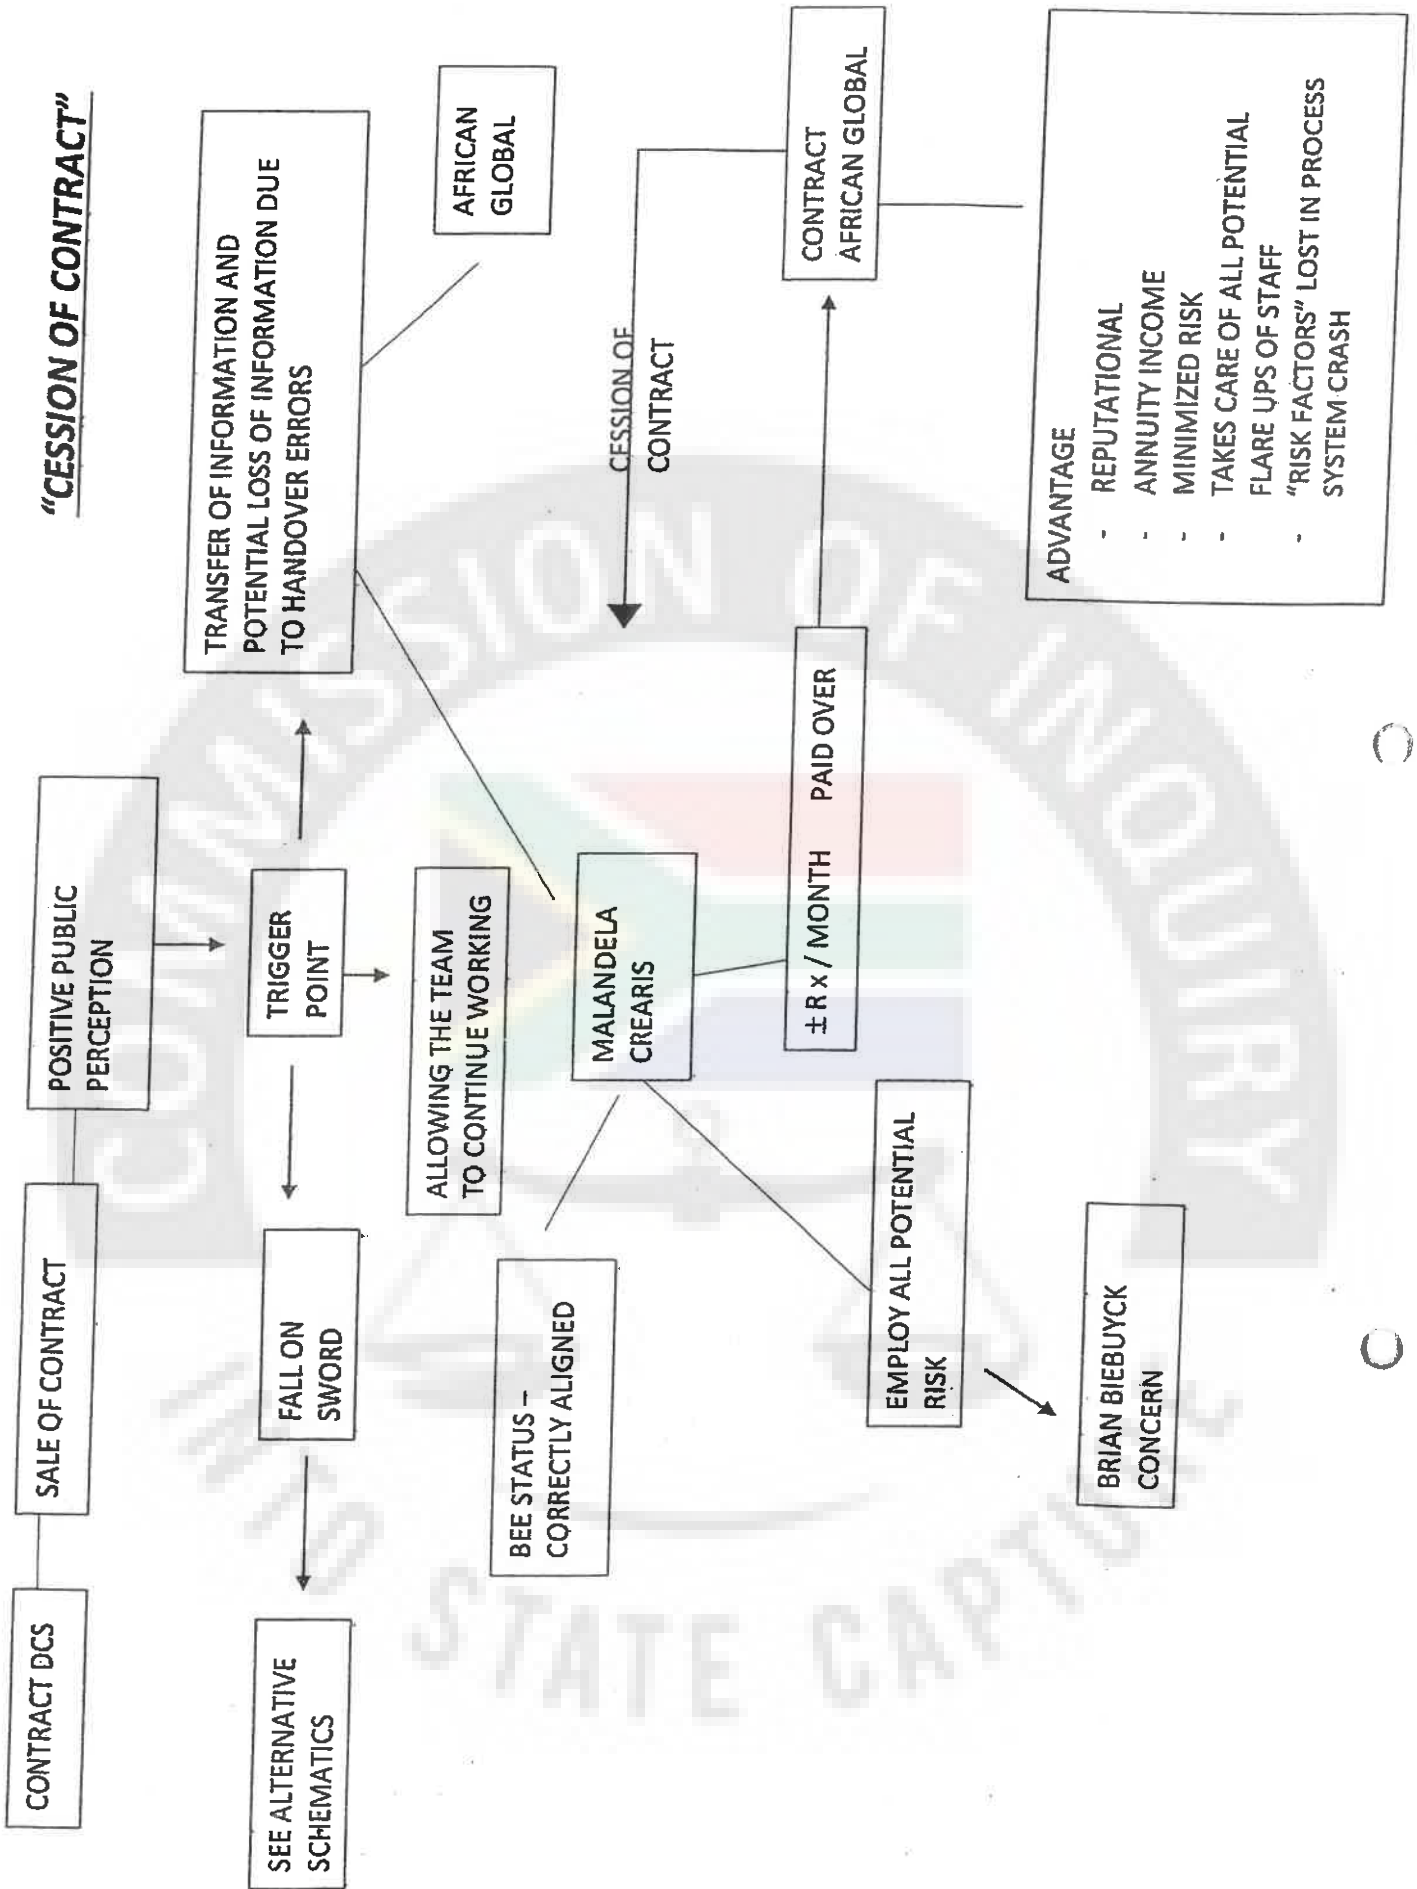 "CESSION OF CONTRACT"
CONTRACT DCS
SALE OF CONTRACT
POSITIVE PUBLIC
PERCEPTION
SEE ALTERNATIVE
SCHEMATICS
FALL ON
SWORD
TRIGGER
POINT
TRANSFER OF INFORMATION AND
POTENTIAL LOSS OF INFORMATION DUE
TO HANDOVER ERRORS
ALLOWING THE TEAM
TO CONTINUE WORKING
AFRICAN
GLOBAL
BEE STATUS –
CORRECTLY ALIGNED
MALANDELA
CREARIS
CESSION OF
CONTRACT
EMPLOY ALL POTENTIAL
RISK
±Rx/MONTH PAID OVER
CONTRACT
AFRICAN GLOBAL
BRIAN BIEBUYCK
CONCERN
ADVANTAGE
- REPUTATIONAL
- ANNUITY INCOME
- MINIMIZED RISK
- TAKES CARE OF ALL POTENTIAL
FLARE UPS OF STAFF
- "RISK FACTORS" LOST IN PROCESS
SYSTEM CRASH
COMMISSION OF INQUIRY
INTO STATE CAPTURE